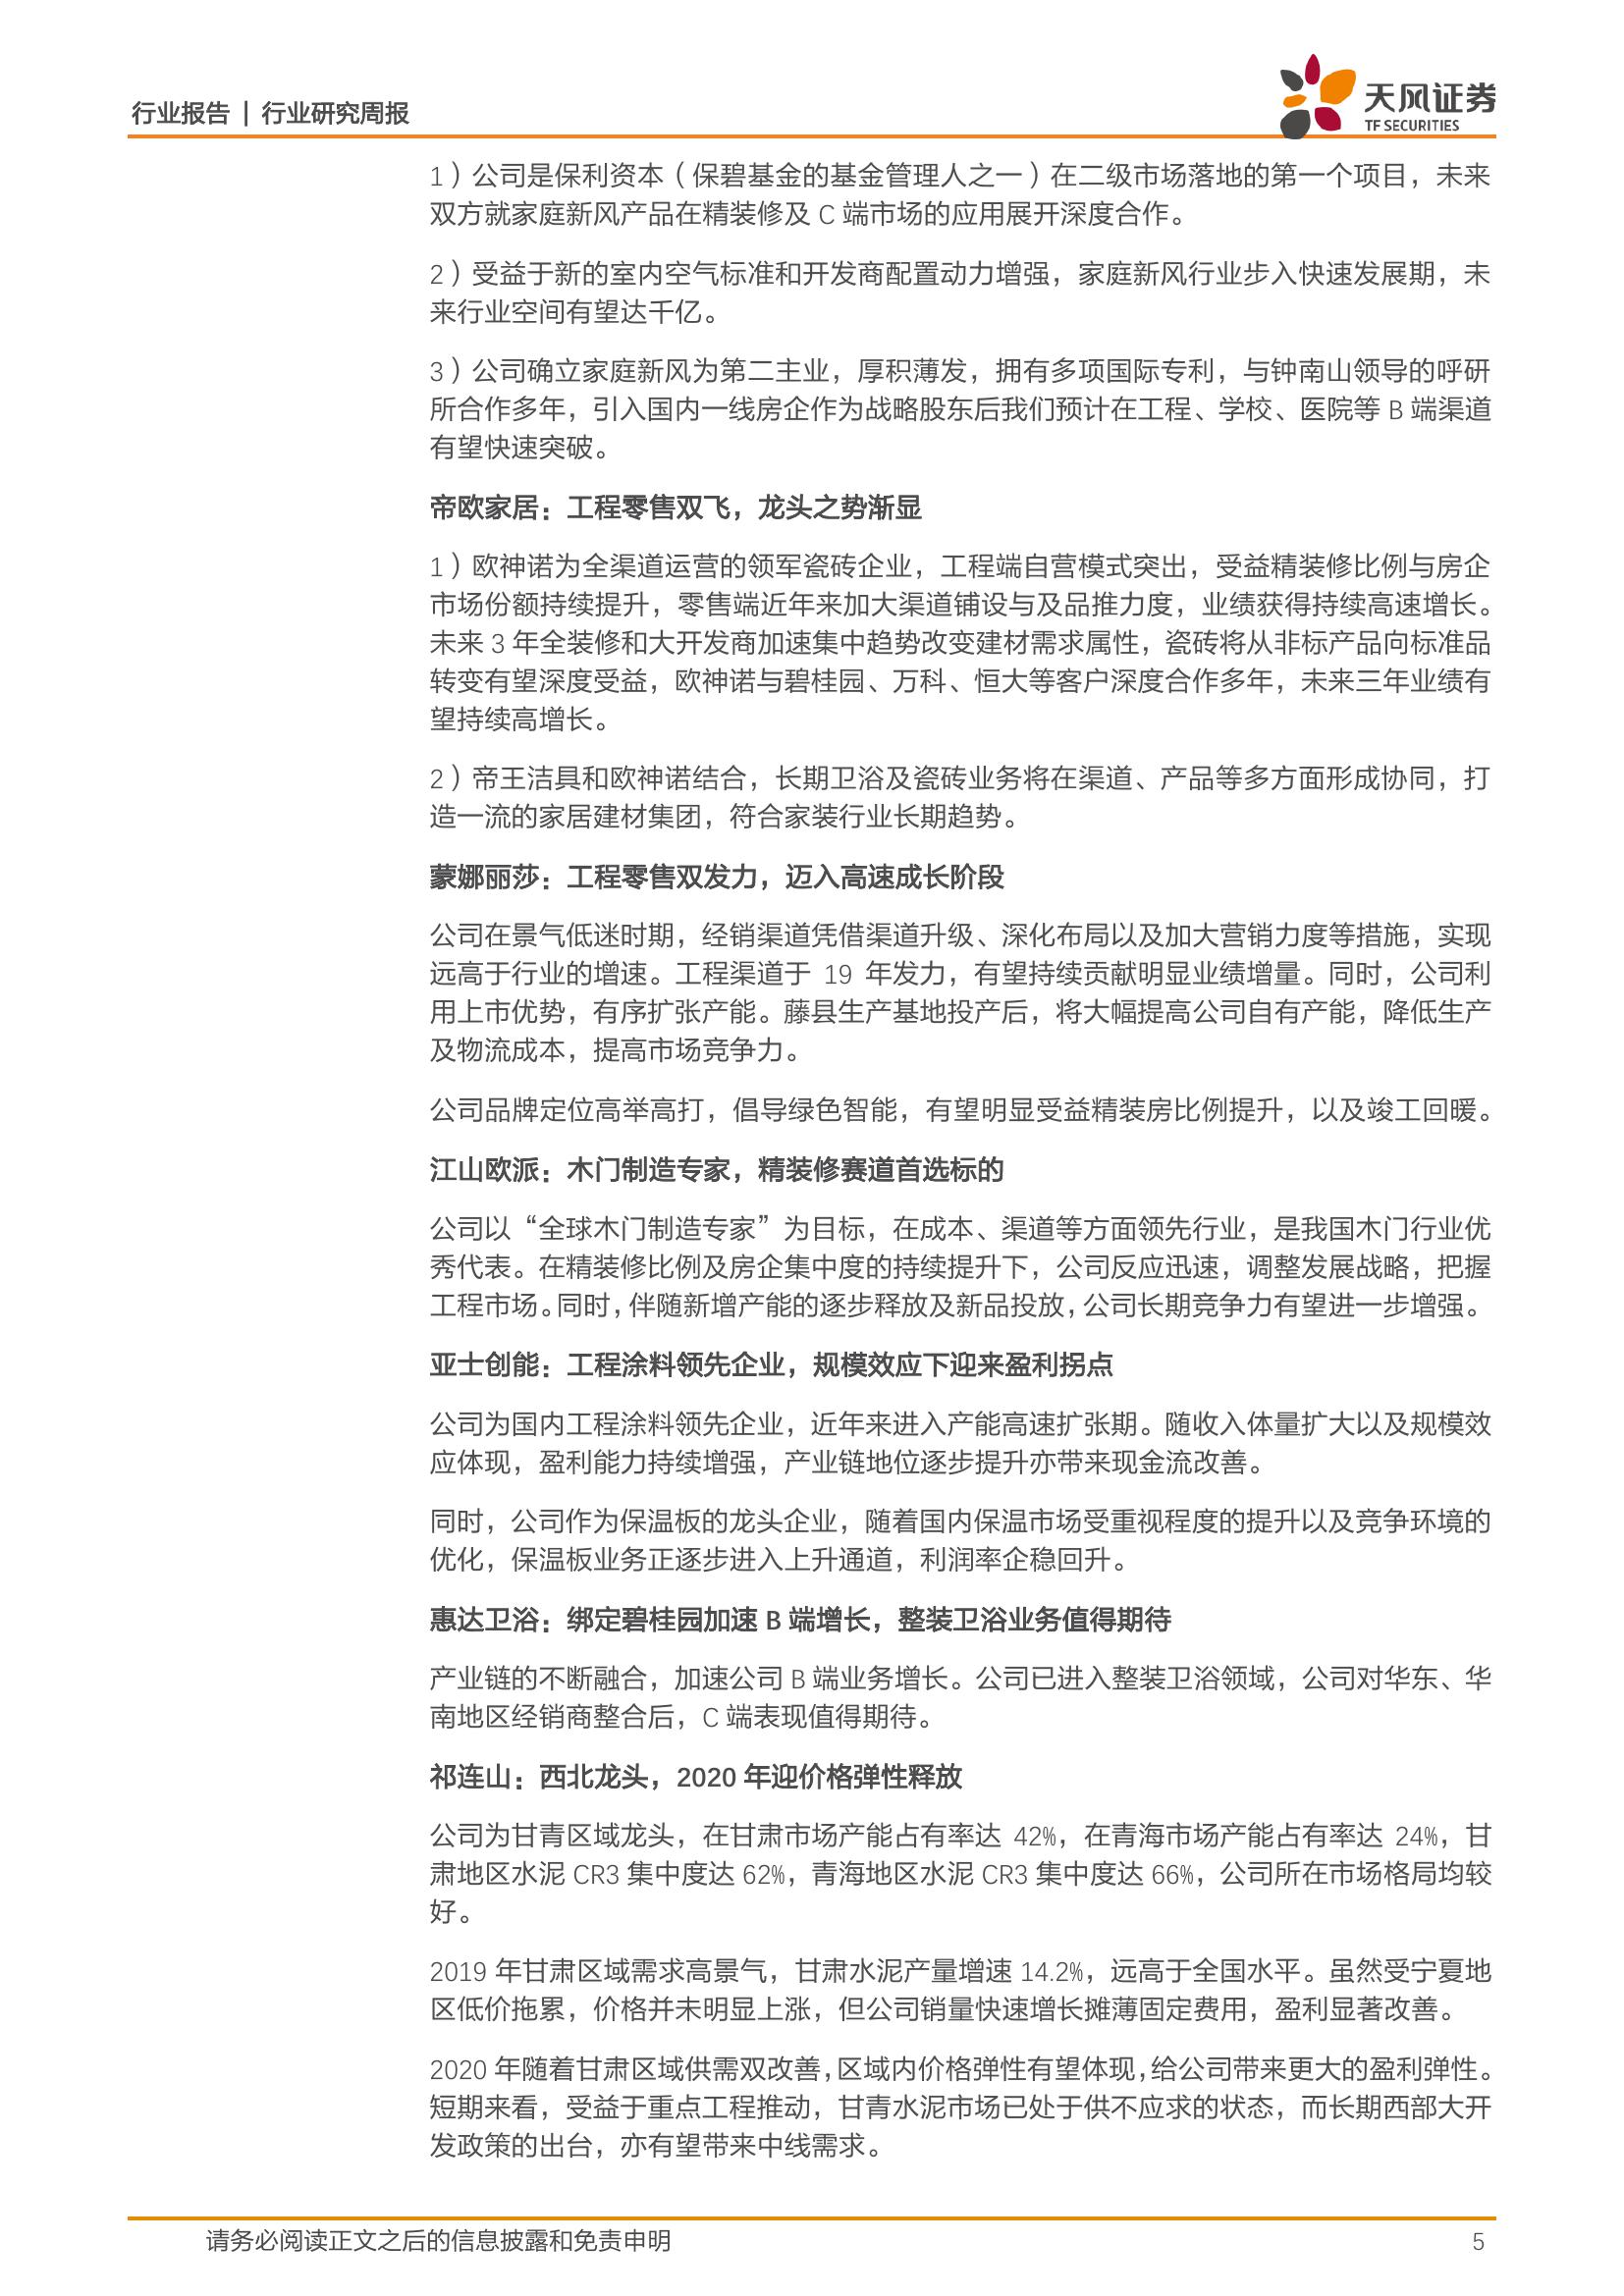 行业报告 | 行业研究周报
天风证券
TF SECURITIES
1）公司是保利资本（保碧基金的基金管理人之一）在二级市场落地的第一个项目，未来
双方就家庭新风产品在精装修及 C 端市场的应用展开深度合作。
2）受益于新的室内空气标准和开发商配置动力增强，家庭新风行业步入快速发展期，未
来行业空间有望达千亿。
3）公司确立家庭新风为第二主业，厚积薄发，拥有多项国际专利，与钟南山领导的呼研
所合作多年，引入国内一线房企作为战略股东后我们预计在工程、学校、医院等 B 端渠道
有望快速突破。
帝欧家居：工程零售双飞，龙头之势渐显
1）欧神诺为全渠道运营的领军瓷砖企业，工程端自营模式突出，受益精装修比例与房企
市场份额持续提升，零售端近年来加大渠道铺设与及品推力度，业绩获得持续高速增长。
未来 3 年全装修和大开发商加速集中趋势改变建材需求属性，瓷砖将从非标产品向标准品
转变有望深度受益，欧神诺与碧桂园、万科、恒大等客户深度合作多年，未来三年业绩有
望持续高增长。
2）帝王洁具和欧神诺结合，长期卫浴及瓷砖业务将在渠道、产品等多方面形成协同，打
造一流的家居建材集团，符合家装行业长期趋势。
蒙娜丽莎：工程零售双发力，迈入高速成长阶段
公司在景气低迷时期，经销渠道凭借渠道升级、深化布局以及加大营销力度等措施，实现
远高于行业的增速。工程渠道于 19 年发力，有望持续贡献明显业绩增量。同时，公司利
用上市优势，有序扩张产能。藤县生产基地投产后，将大幅提高公司自有产能，降低生产
及物流成本，提高市场竞争力。
公司品牌定位高举高打，倡导绿色智能，有望明显受益精装房比例提升，以及竣工回暖。
江山欧派：木门制造专家，精装修赛道首选标的
公司以“全球木门制造专家”为目标，在成本、渠道等方面领先行业，是我国木门行业优
秀代表。在精装修比例及房企集中度的持续提升下，公司反应迅速，调整发展战略，把握
工程市场。同时，伴随新增产能的逐步释放及新品投放，公司长期竞争力有望进一步增强。
亚士创能：工程涂料领先企业，规模效应下迎来盈利拐点
公司为国内工程涂料领先企业，近年来进入产能高速扩张期。随收入体量扩大以及规模效
应体现，盈利能力持续增强，产业链地位逐步提升亦带来现金流改善。
同时，公司作为保温板的龙头企业，随着国内保温市场受重视程度的提升以及竞争环境的
优化，保温板业务正逐步进入上升通道，利润率企稳回升。
惠达卫浴：绑定碧桂园加速 B 端增长，整装卫浴业务值得期待
产业链的不断融合，加速公司 B 端业务增长。公司已进入整装卫浴领域，公司对华东、华
南地区经销商整合后，C 端表现值得期待。
祁连山：西北龙头，2020 年迎价格弹性释放
公司为甘青区域龙头，在甘肃市场产能占有率达 42%，在青海市场产能占有率达 24%，甘
肃地区水泥 CR3 集中度达 62%，青海地区水泥 CR3 集中度达 66%，公司所在市场格局均较
好。
2019 年甘肃区域需求高景气，甘肃水泥产量增速 14.2%，远高于全国水平。虽然受宁夏地
区低价拖累，价格并未明显上涨，但公司销量快速增长摊薄固定费用，盈利显著改善。
2020 年随着甘肃区域供需双改善，区域内价格弹性有望体现，给公司带来更大的盈利弹性。
短期来看，受益于重点工程推动，甘青水泥市场已处于供不应求的状态，而长期西部大开
发政策的出台，亦有望带来中线需求。
请务必阅读正文之后的信息披露和免责申明
5